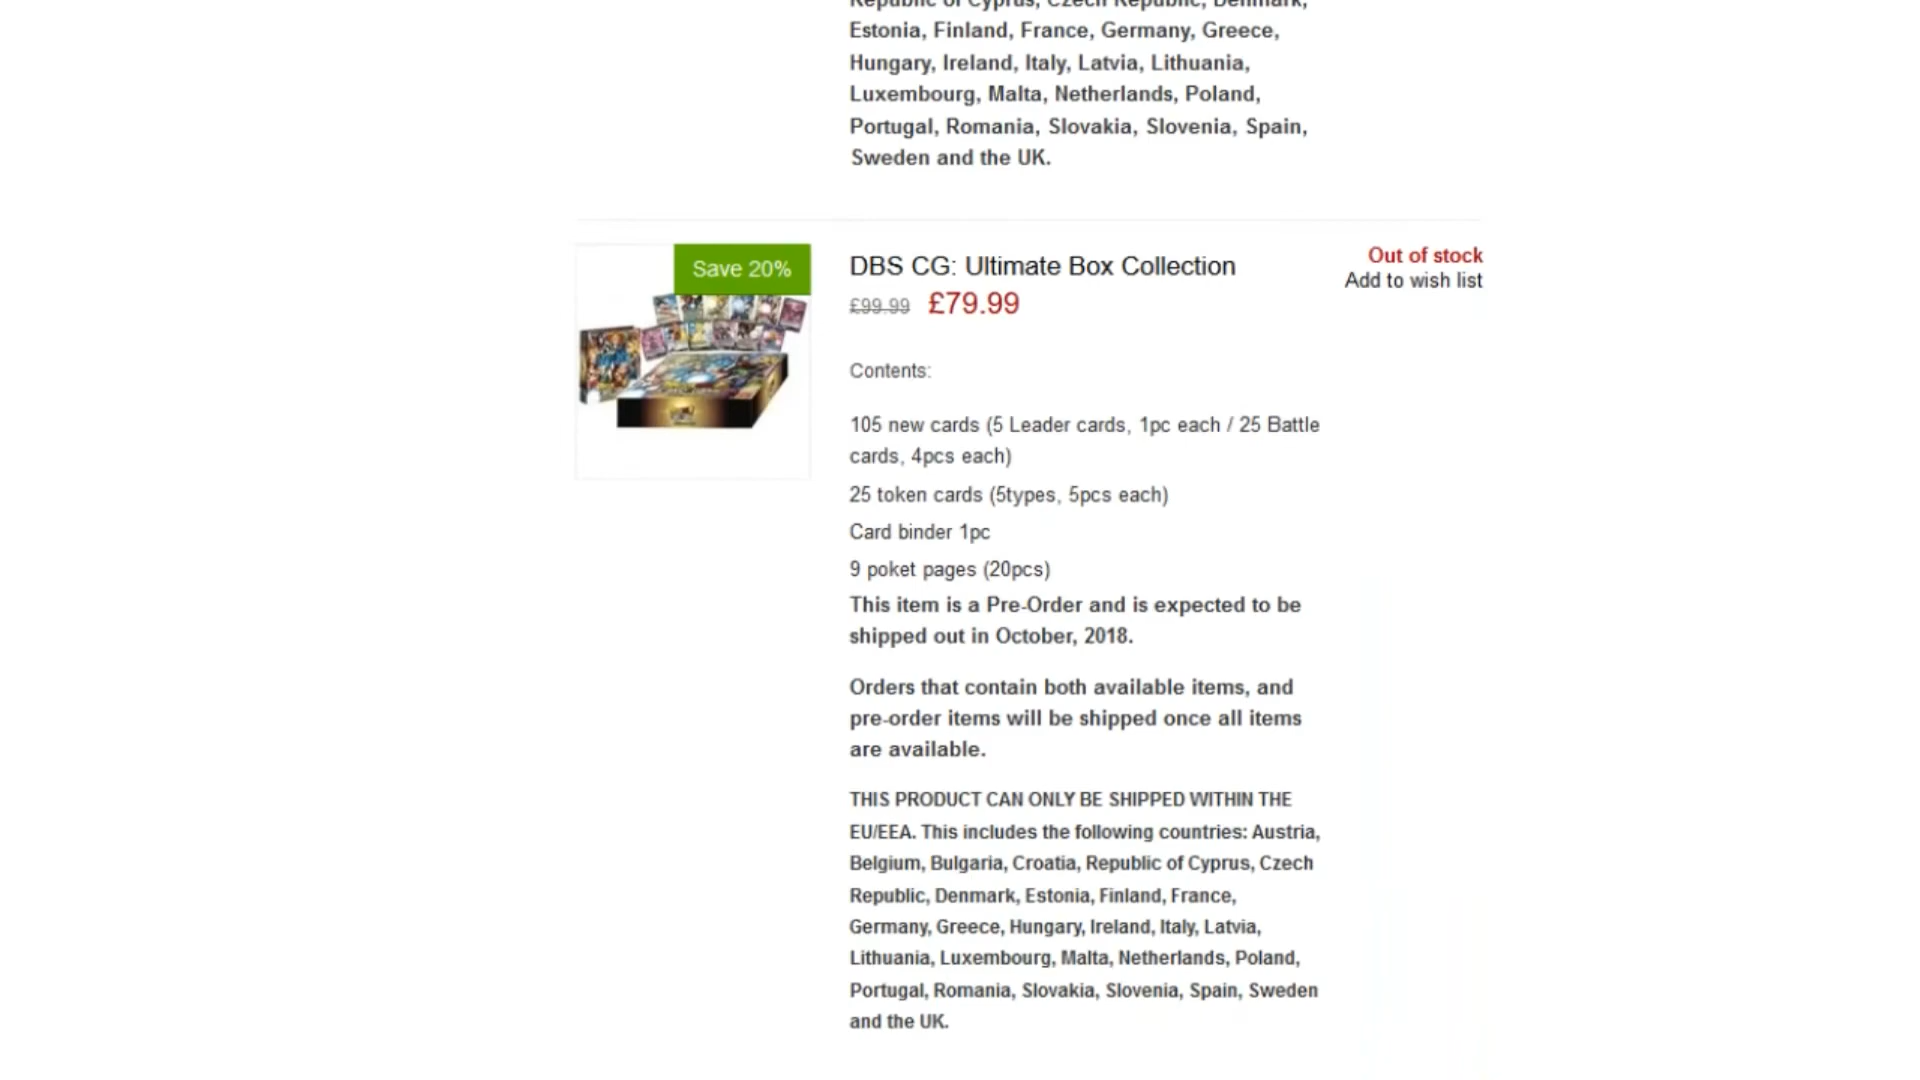 Republic of Cyprus, Czech Republic, Denmark,
Estonia, Finland, France, Germany, Greece,
Hungary, Ireland, Italy, Latvia, Lithuania,
Luxembourg, Malta, Netherlands, Poland,
Portugal, Romania, Slovakia, Slovenia, Spain,
Sweden and the UK.
Save 20%
DBS CG: Ultimate Box Collection
£99.99 £79.99
Out of stock
Add to wish list
Contents:
105 new cards (5 Leader cards, 1pc each / 25 Battle
cards, 4pcs each)
25 token cards (5types, 5pcs each)
Card binder 1pc
9 poket pages (20pcs)
This item is a Pre-Order and is expected to be
shipped out in October, 2018.
Orders that contain both available items, and
pre-order items will be shipped once all items
are available.
THIS PRODUCT CAN ONLY BE SHIPPED WITHIN THE
EU/EEA. This includes the following countries: Austria,
Belgium, Bulgaria, Croatia, Republic of Cyprus, Czech
Republic, Denmark, Estonia, Finland, France,
Germany, Greece, Hungary, Ireland, Italy, Latvia,
Lithuania, Luxembourg, Malta, Netherlands, Poland,
Portugal, Romania, Slovakia, Slovenia, Spain, Sweden
and the UK.